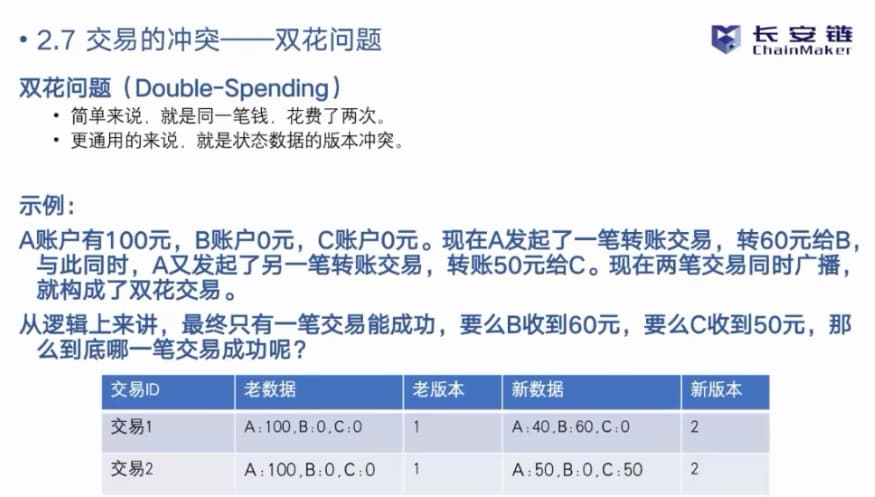 • 2.7 交易的冲突——双花问题
长安链
ChainMaker
双花问题（Double-Spending）
• 简单来说，就是同一笔钱，花费了两次。
• 更通用的来说，就是状态数据的版本冲突。
示例：
A账户有100元，B账户0元，C账户0元。现在A发起了一笔转账交易，转60元给B，
与此同时，A又发起了另一笔转账交易，转账50元给C。现在两笔交易同时广播，
就构成了双花交易。
从逻辑上来讲，最终只有一笔交易能成功，要么B收到60元，要么C收到50元，那
么到底哪一笔交易成功呢？
交易ID 老数据 老版本 新数据 新版本
交易1 A:100,B:0,C:0 1 A:40,B:60,C:0 2
交易2 A:100,B:0,C:0 1 A:50,B:0,C:50 2